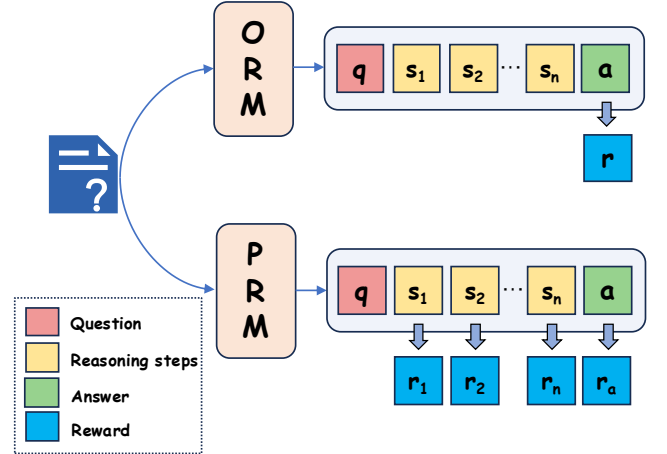 O
R
M
q s₁ s₂ ... sₙ a
r
?
P
R
M
q s₁ s₂ ... sₙ a
r₁ r₂ rₙ rₐ
Question
Reasoning steps
Answer
Reward